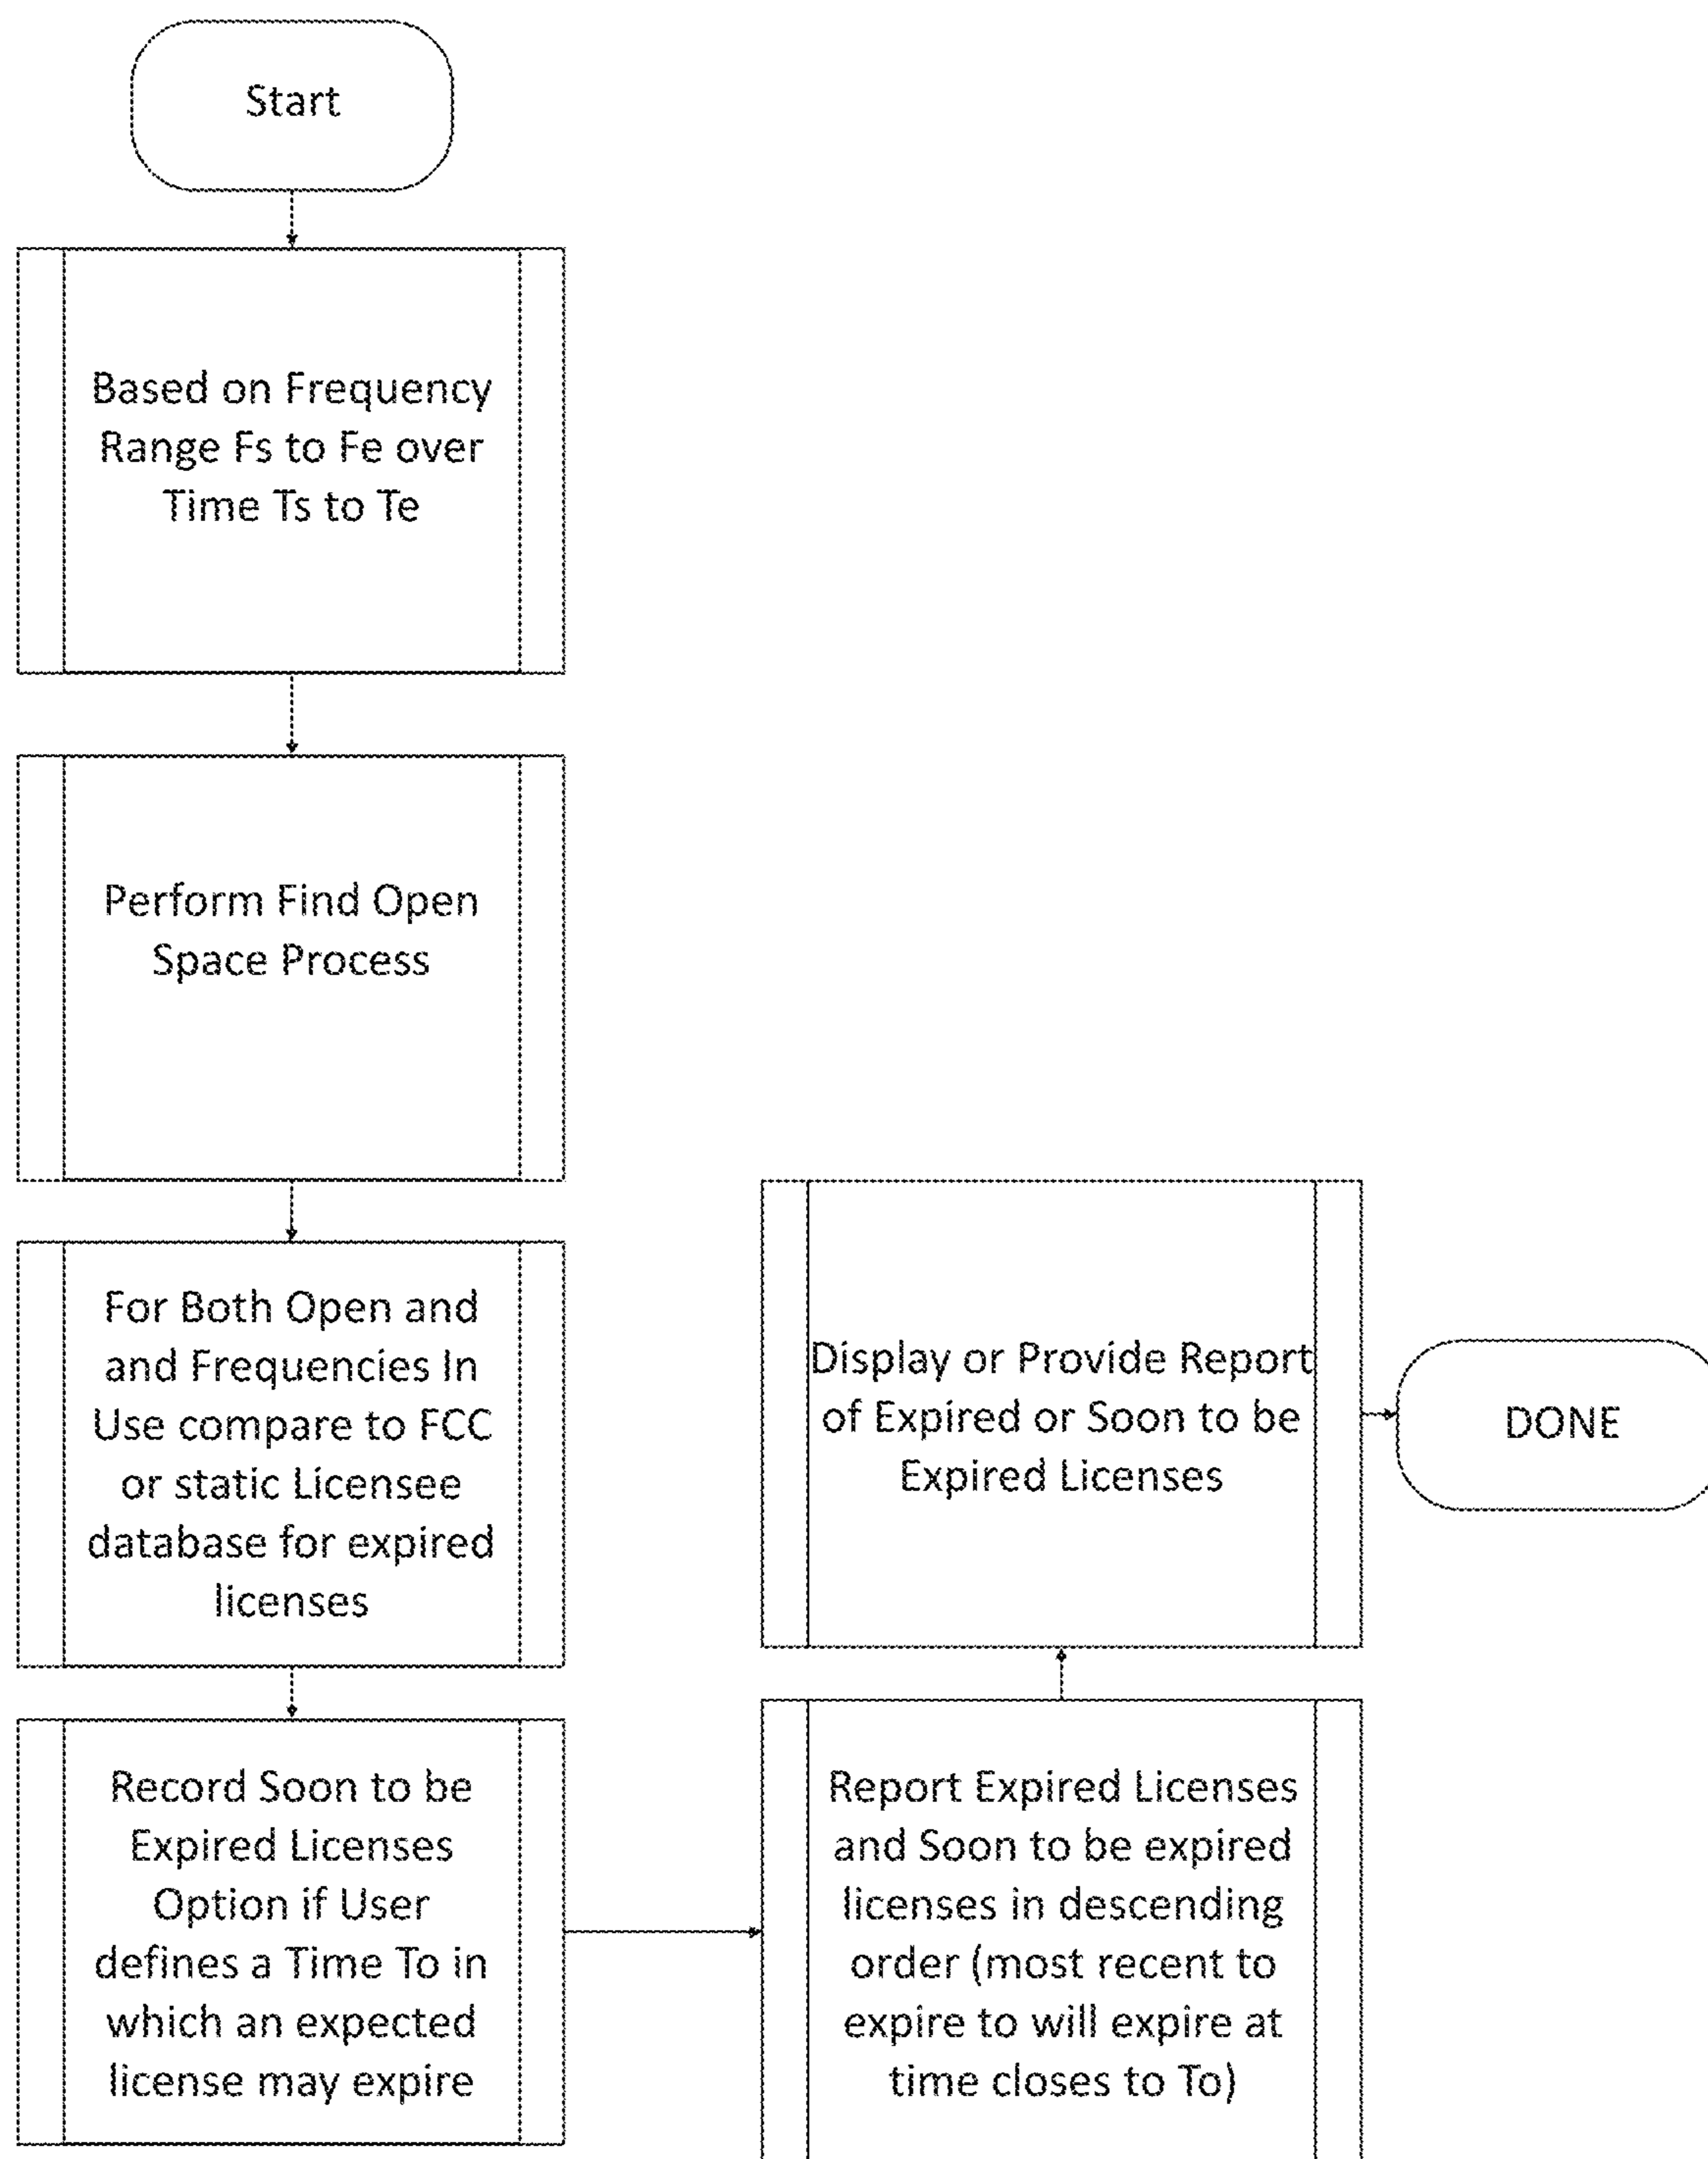 Start
Based on Frequency
Range Fs to Fe over
Time Ts to Te
Perform Find Open
Space Process
For Both Open and
and Frequencies In
Use compare to FCC
or static Licensee
database for expired
licenses
Record Soon to be
Expired Licenses
Option if User
defines a Time To in
which an expected
license may expire
Report Expired Licenses
and Soon to be expired
licenses in descending
order (most recent to
expire to will expire at
time closes to To)
Display or Provide Report
of Expired or Soon to be
Expired Licenses
DONE